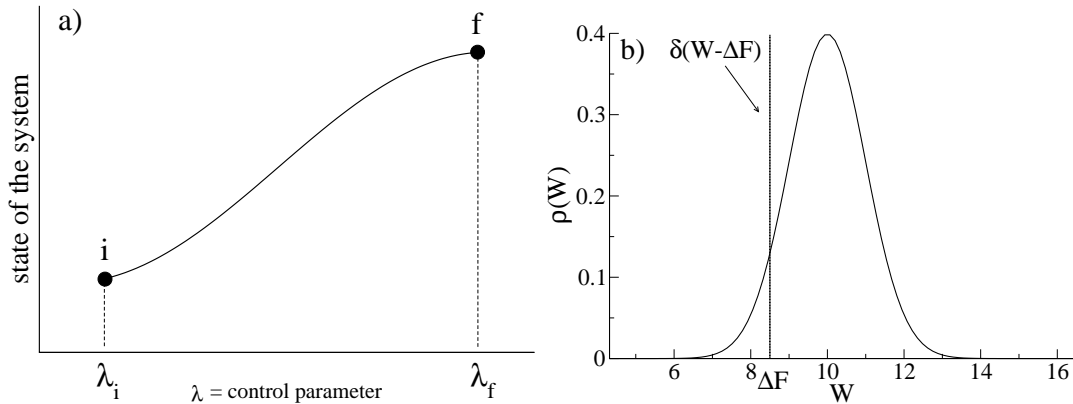 a)
f
i
state of the system
λi
λ = control parameter
λf
b)
δ(W-ΔF)
ρ(W)
0.4
0.3
0.2
0.1
0
6
8
10
12
14
16
ΔF
W